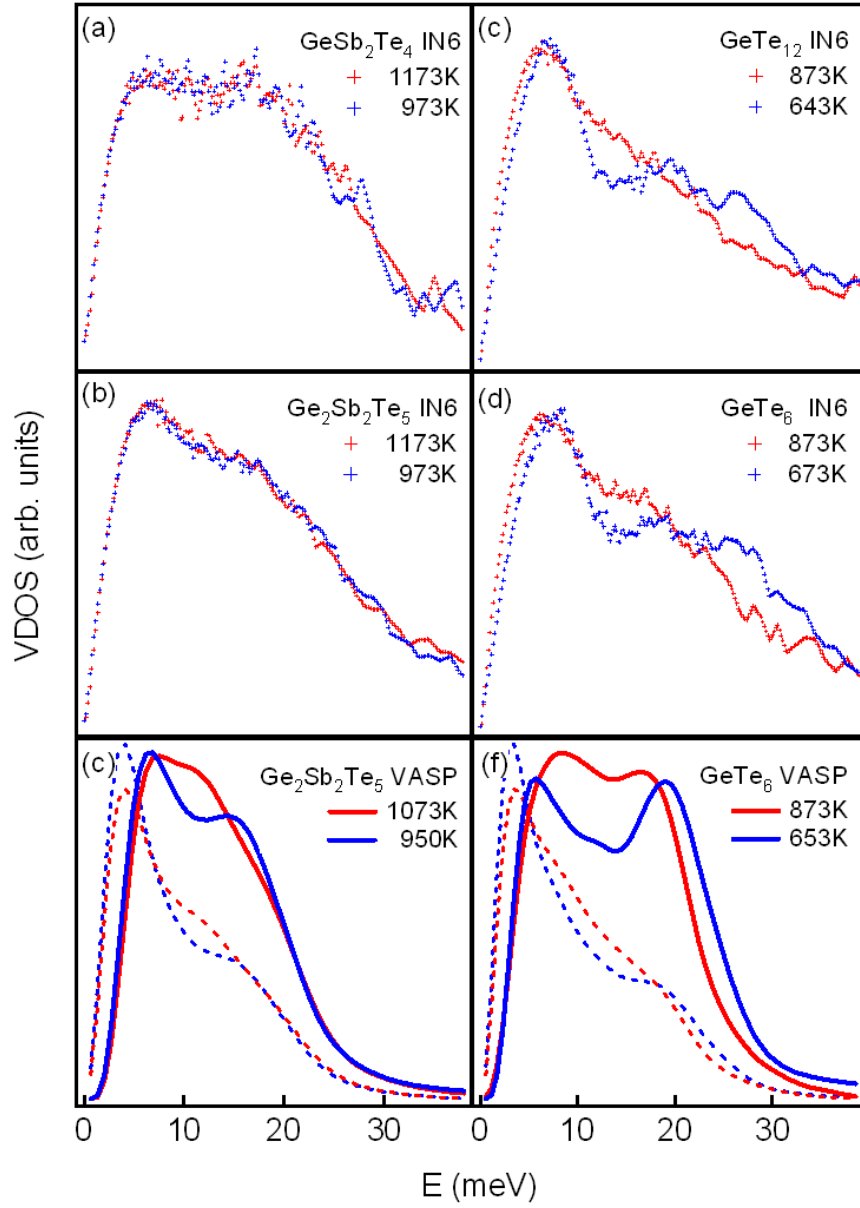 (a)
GeSb₂Te₄ IN6
+ 1173K
+ 973K
(c)
GeTe₁₂ IN6
+ 873K
+ 643K
(b)
Ge₂Sb₂Te₅ IN6
+ 1173K
+ 973K
(d)
GeTe₆ IN6
+ 873K
+ 673K
(c)
Ge₂Sb₂Te₅ VASP
1073K
950K
(f)
GeTe₆ VASP
873K
653K
VDOS (arb. units)
0 10 20 30 0 10 20 30
E (meV)